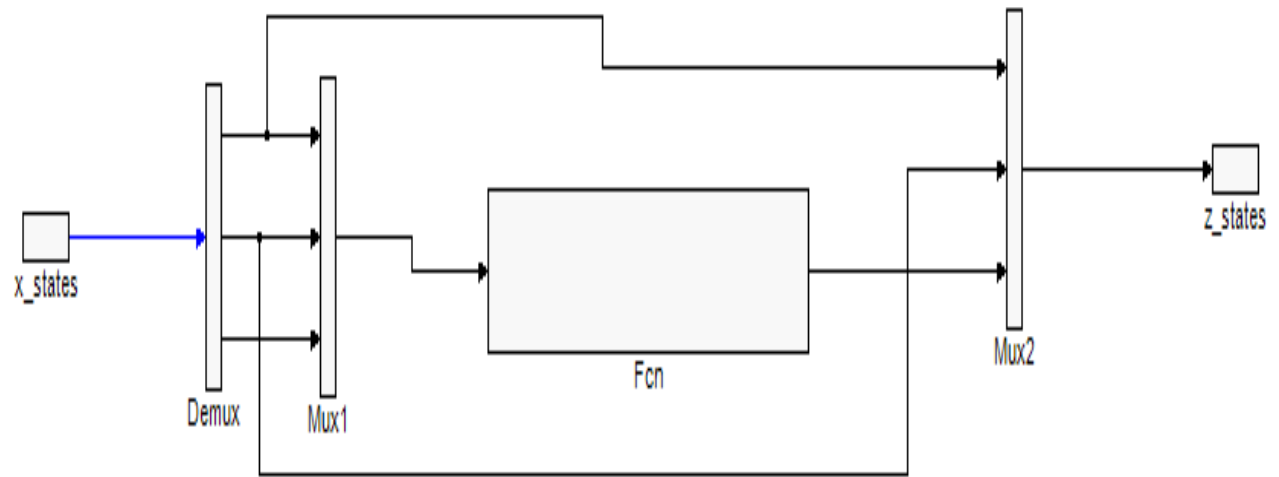 x_states
Demux
Mux1
Fcn
Mux2
z_states